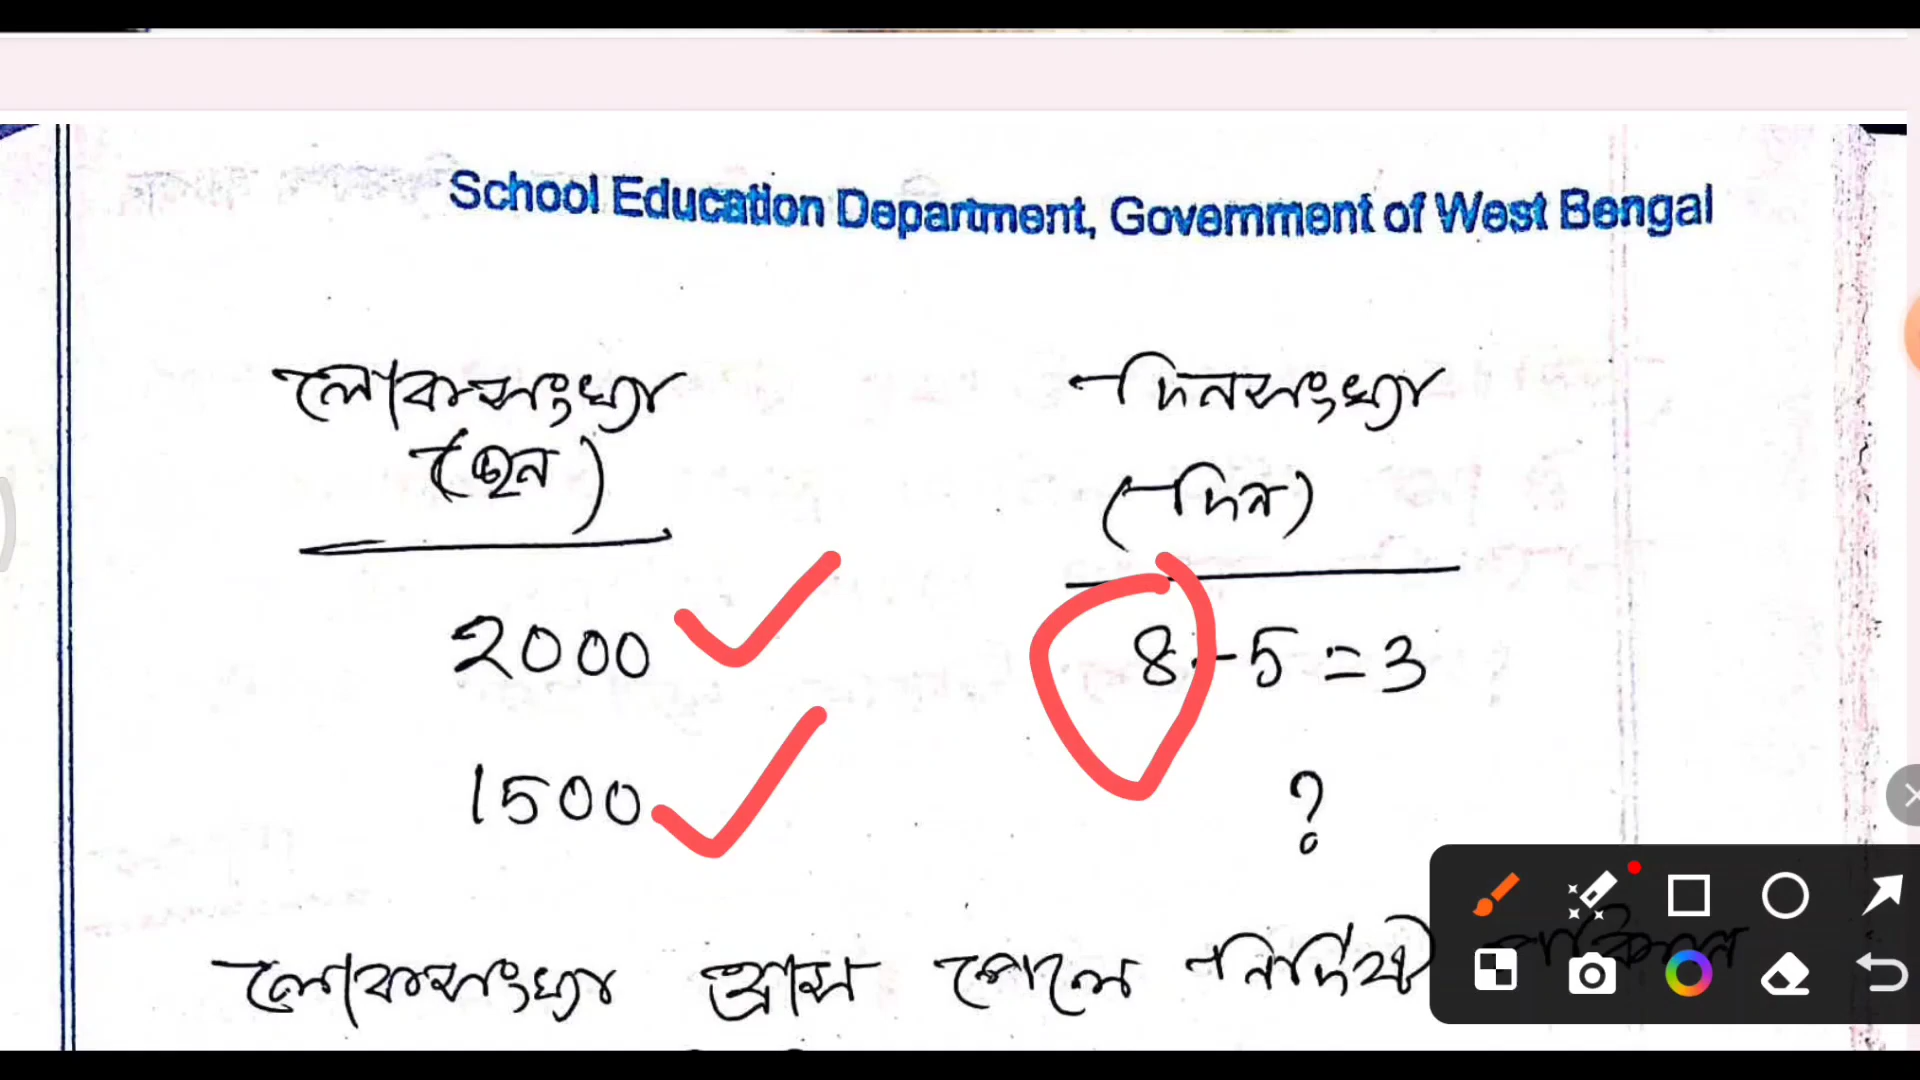 School Education Department, Government of West Bengal
লোকসংখ্যা দিনসংখ্যা
(জন) (দিন)
2000 8-5=3
1500 ?
লোকসংখ্যা হ্রাস পেলে নির্দিষ্ট